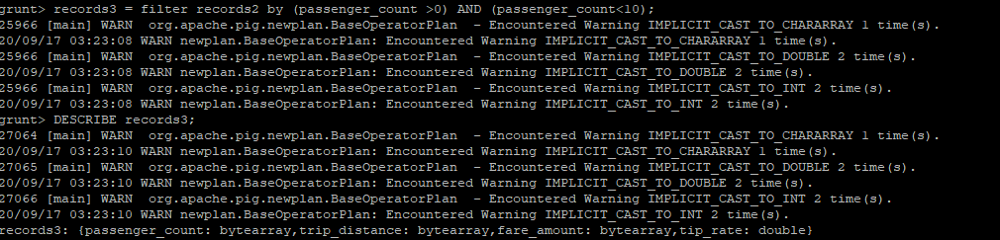 grunt> records3 = filter records2 by (passenger_count >0) AND (passenger_count<10);
25966 [main] WARN  org.apache.pig.newplan.BaseOperatorPlan  - Encountered Warning IMPLICIT_CAST_TO_CHARARRAY 1 time(s).
20/09/17 03:23:08 WARN newplan.BaseOperatorPlan: Encountered Warning IMPLICIT_CAST_TO_CHARARRAY 1 time(s).
25966 [main] WARN  org.apache.pig.newplan.BaseOperatorPlan  - Encountered Warning IMPLICIT_CAST_TO_DOUBLE 2 time(s).
20/09/17 03:23:08 WARN newplan.BaseOperatorPlan: Encountered Warning IMPLICIT_CAST_TO_DOUBLE 2 time(s).
25966 [main] WARN  org.apache.pig.newplan.BaseOperatorPlan  - Encountered Warning IMPLICIT_CAST_TO_INT 2 time(s).
20/09/17 03:23:08 WARN newplan.BaseOperatorPlan: Encountered Warning IMPLICIT_CAST_TO_INT 2 time(s).
grunt> DESCRIBE records3;
27064 [main] WARN  org.apache.pig.newplan.BaseOperatorPlan  - Encountered Warning IMPLICIT_CAST_TO_CHARARRAY 1 time(s).
20/09/17 03:23:10 WARN newplan.BaseOperatorPlan: Encountered Warning IMPLICIT_CAST_TO_CHARARRAY 1 time(s).
27065 [main] WARN  org.apache.pig.newplan.BaseOperatorPlan  - Encountered Warning IMPLICIT_CAST_TO_DOUBLE 2 time(s).
20/09/17 03:23:10 WARN newplan.BaseOperatorPlan: Encountered Warning IMPLICIT_CAST_TO_DOUBLE 2 time(s).
27066 [main] WARN  org.apache.pig.newplan.BaseOperatorPlan  - Encountered Warning IMPLICIT_CAST_TO_INT 2 time(s).
20/09/17 03:23:10 WARN newplan.BaseOperatorPlan: Encountered Warning IMPLICIT_CAST_TO_INT 2 time(s).
records3: {passenger_count: bytearray,trip_distance: bytearray,fare_amount: bytearray,tip_rate: double}